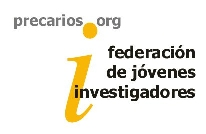 precarios.org
federación
de jóvenes
investigadores